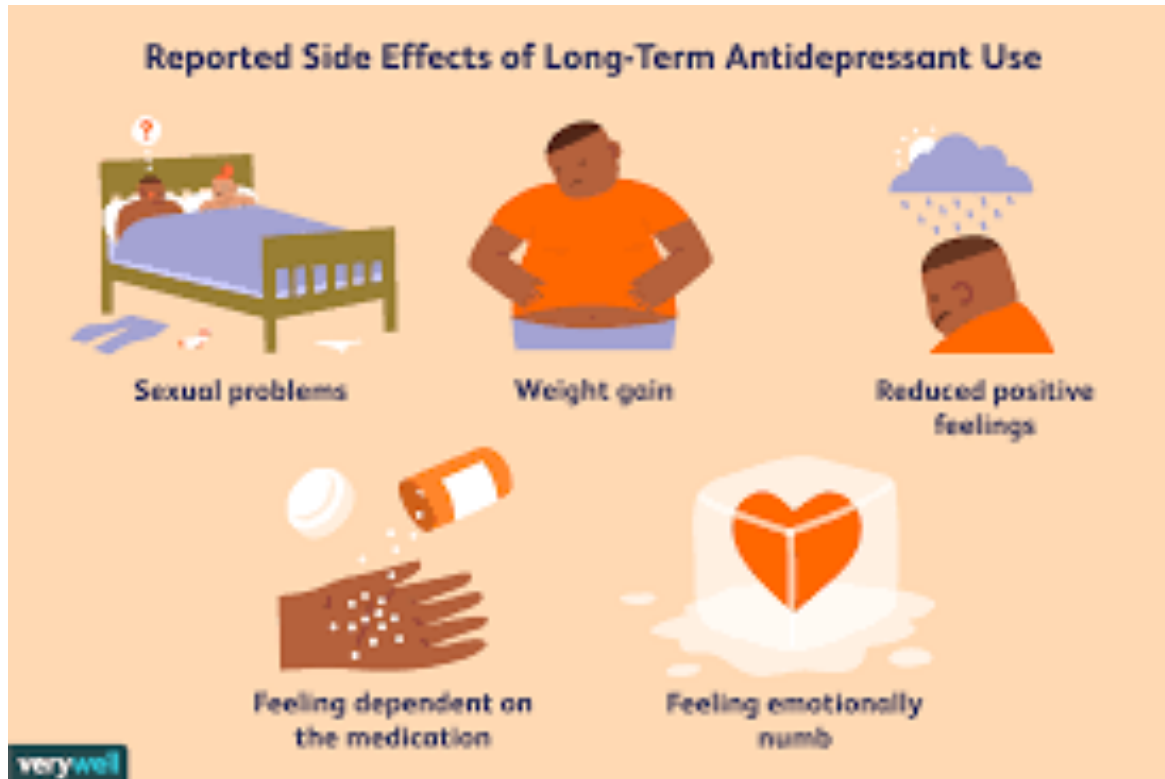 Reported Side Effects of Long-Term Antidepressant Use
?
Sexual problems
Weight gain
Reduced positive
feelings
Feeling dependent on
the medication
Feeling emotionally
numb
verywell